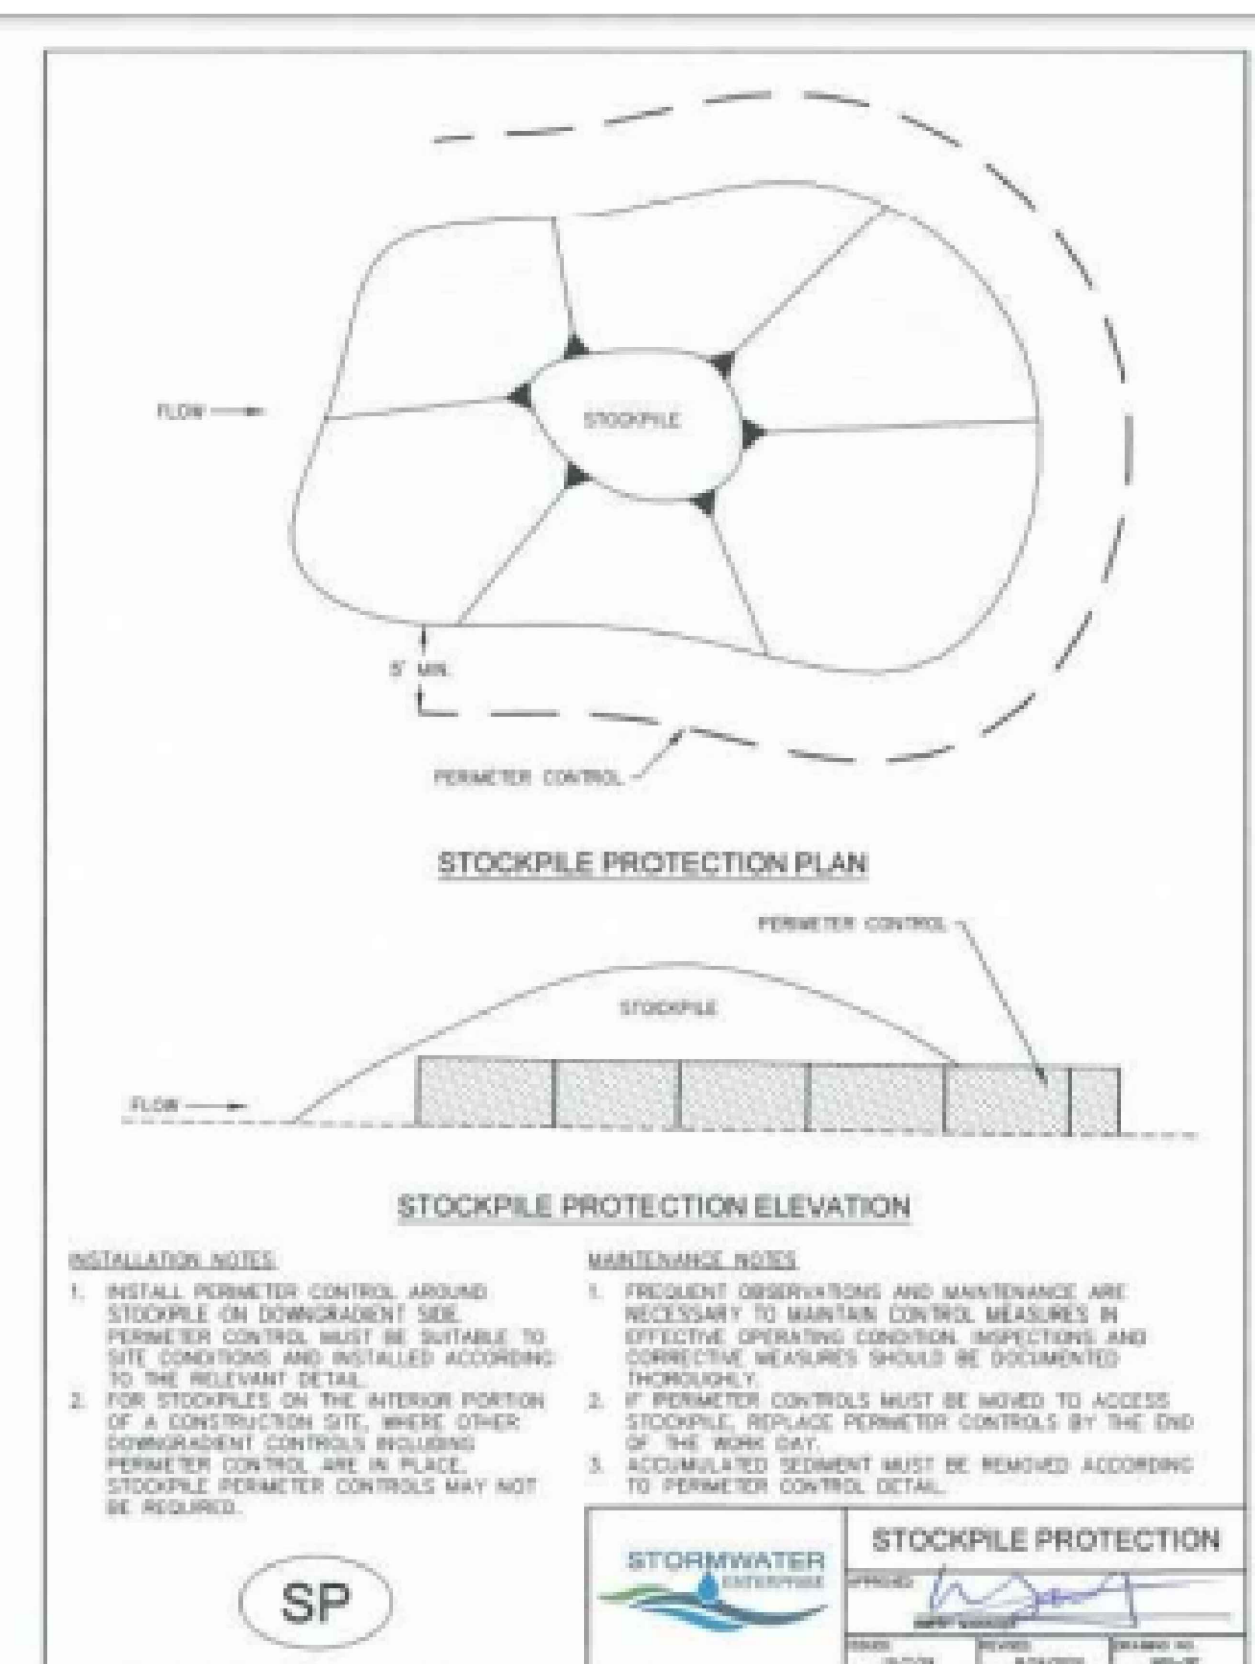 FLOW
STOCKPILE
5' MIN.
PERIMETER CONTROL
STOCKPILE PROTECTION PLAN
PERIMETER CONTROL
STOCKPILE
FLOW
STOCKPILE PROTECTION ELEVATION
INSTALLATION NOTES
1. INSTALL PERIMETER CONTROL AROUND
STOCKPILE ON DOWNGRADIENT SIDE.
PERIMETER CONTROL MUST BE SUITABLE TO
SITE CONDITIONS AND INSTALLED ACCORDING
TO THE RELEVANT DETAIL.
2. FOR STOCKPILES ON THE INTERIOR PORTION
OF A CONSTRUCTION SITE, WHERE OTHER
DOWNGRADIENT CONTROLS INCLUDING
PERIMETER CONTROL ARE IN PLACE,
STOCKPILE PERIMETER CONTROLS MAY NOT
BE REQUIRED.
MAINTENANCE NOTES
1. FREQUENT OBSERVATIONS AND MAINTENANCE ARE
NECESSARY TO MAINTAIN CONTROL MEASURES IN
EFFECTIVE OPERATING CONDITION. INSPECTIONS AND
CORRECTIVE MEASURES SHOULD BE DOCUMENTED
THOROUGHLY.
2. IF PERIMETER CONTROLS MUST BE MOVED TO ACCESS
STOCKPILE, REPLACE PERIMETER CONTROLS BY THE END
OF THE WORK DAY.
3. ACCUMULATED SEDIMENT MUST BE REMOVED ACCORDING
TO PERIMETER CONTROL DETAIL.
SP
STORMWATER
ENTERPRISE
STOCKPILE PROTECTION
APPROVED:
ISSUED:
REVISED:
DRAWING NO.